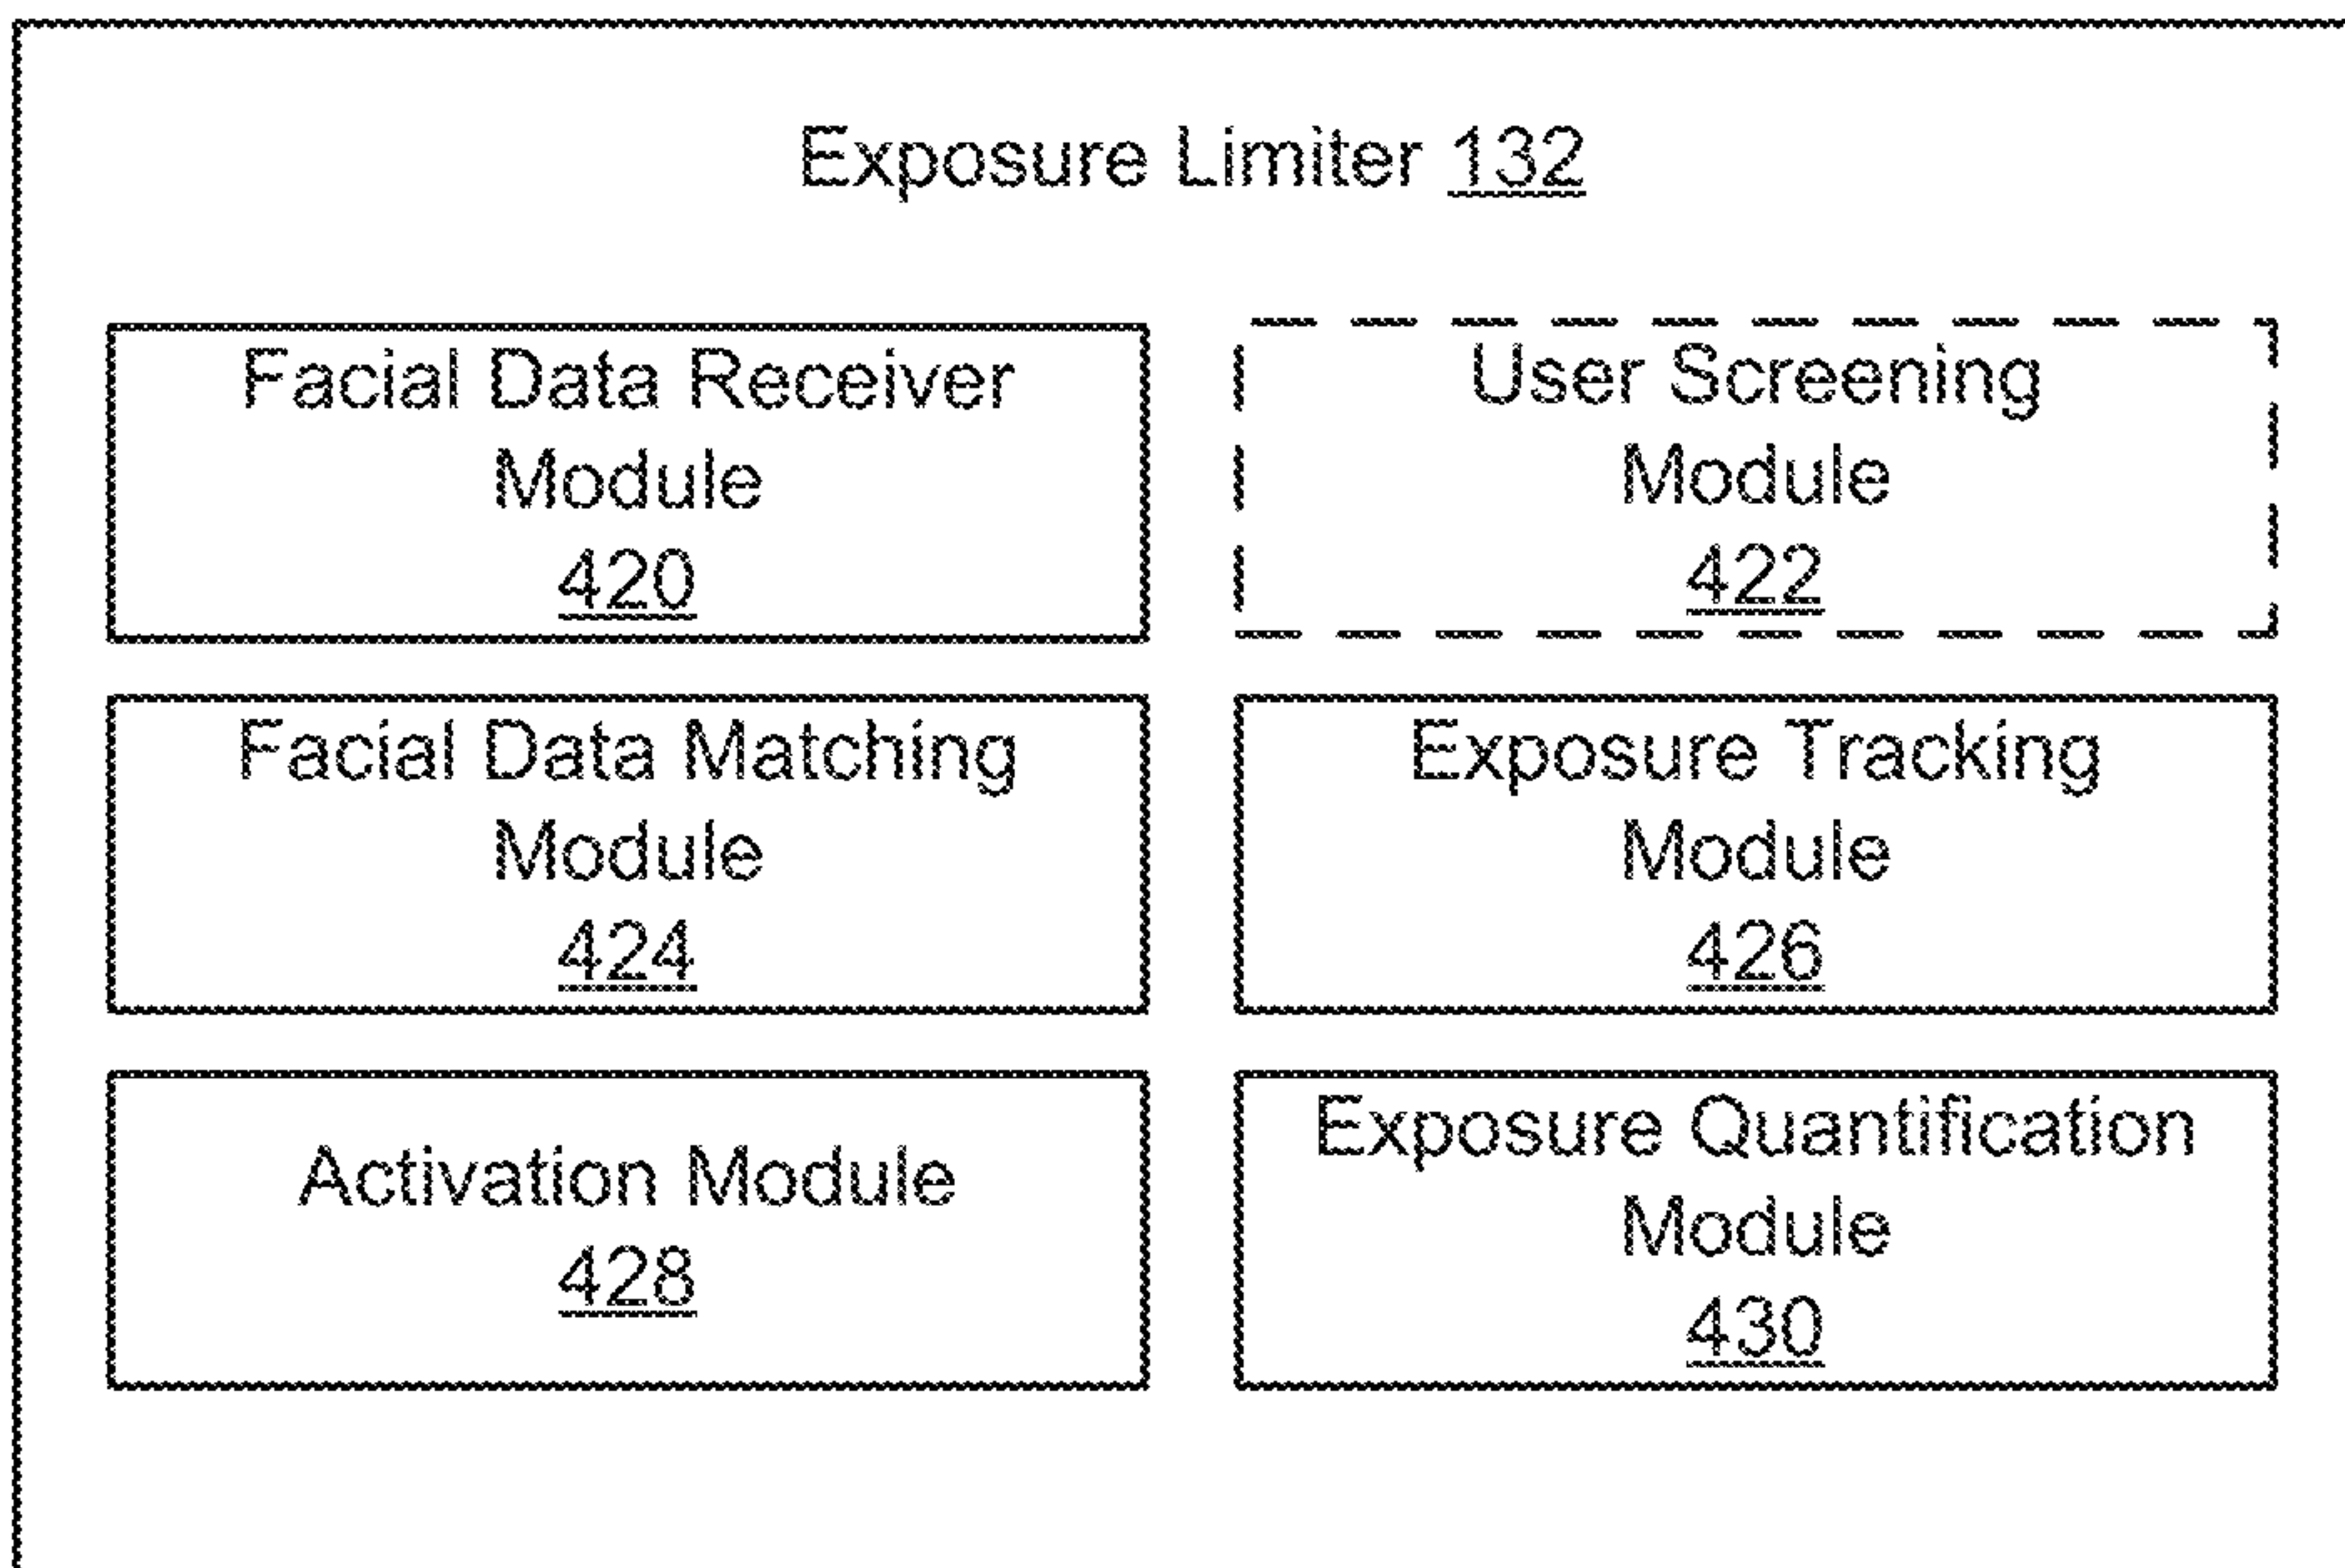 Exposure Limiter 132
Facial Data Receiver
Module
420
User Screening
Module
422
Facial Data Matching
Module
424
Exposure Tracking
Module
426
Activation Module
428
Exposure Quantification
Module
430